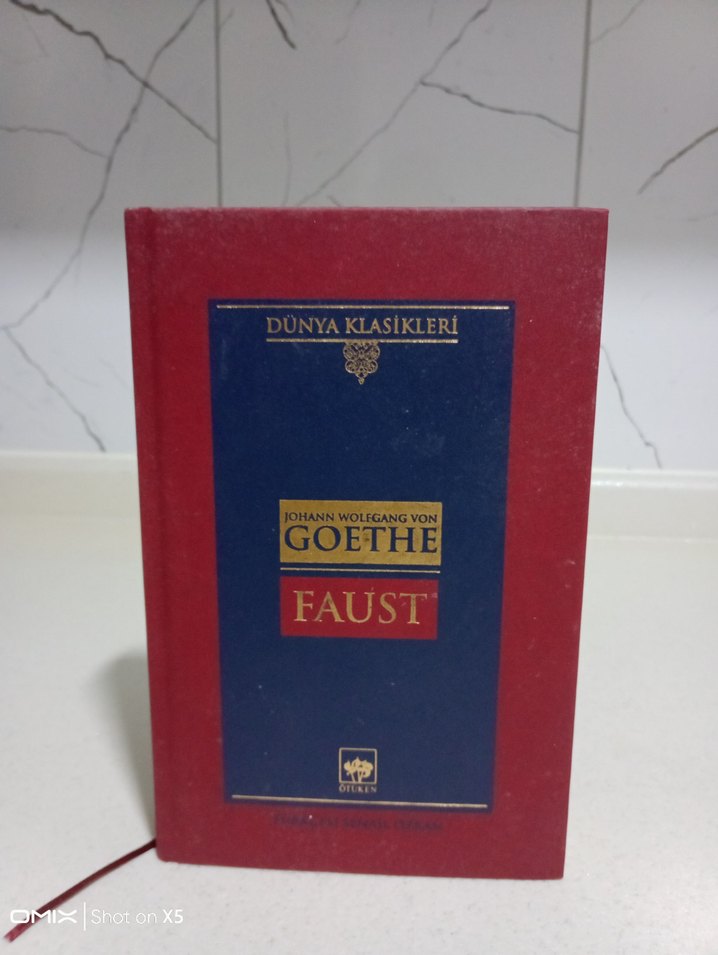 DÜNYA KLASİKLERİ
JOHANN WOLFGANG VON
GOETHE
FAUST
ÖTÜKEN
OMIX | Shot on X5